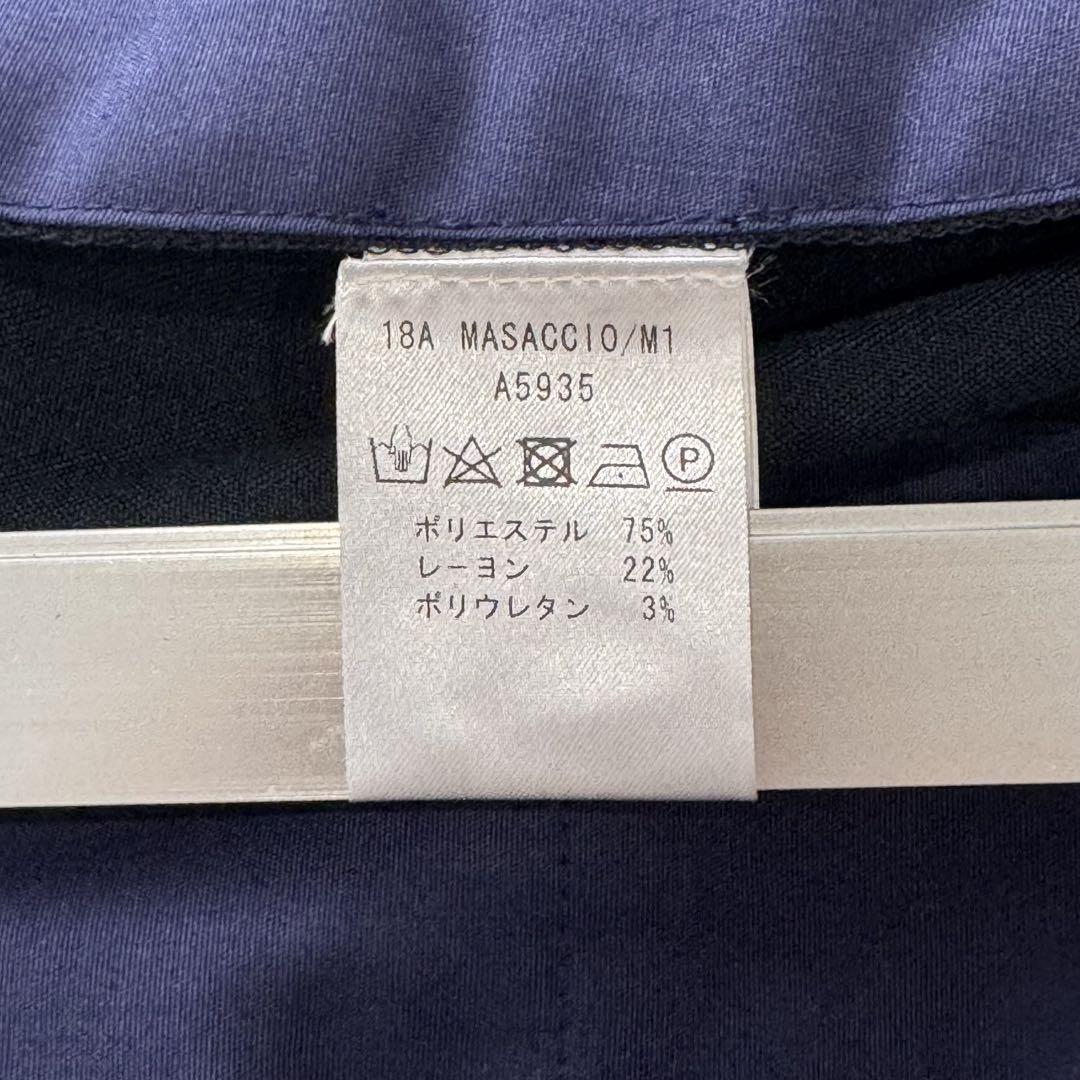 18A MASACCIO/M1
A5935
P
ポリエステル 75%
レーヨン 22%
ポリウレタン 3%